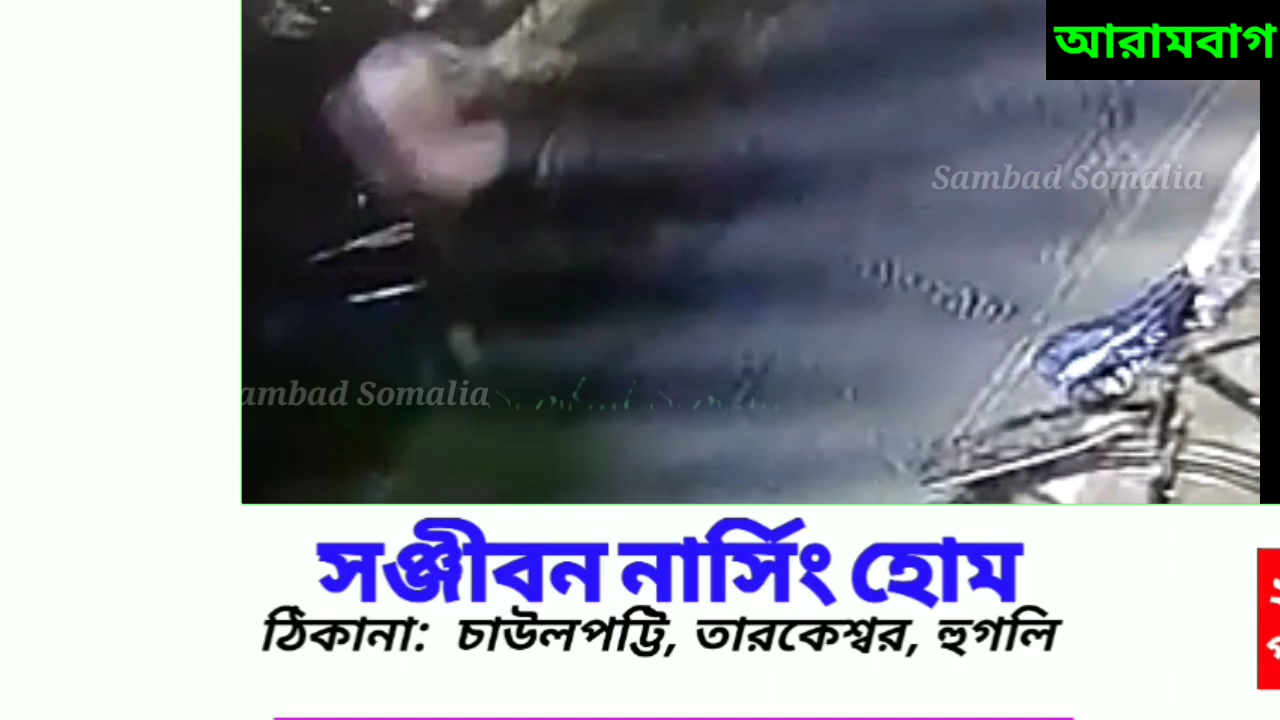 আরামবাগ
Sambad Somalia
ambad Somalia
সঞ্জীবন নার্সিং হোম
ঠিকানা: চাউলপট্টি, তারকেশ্বর, হুগলি